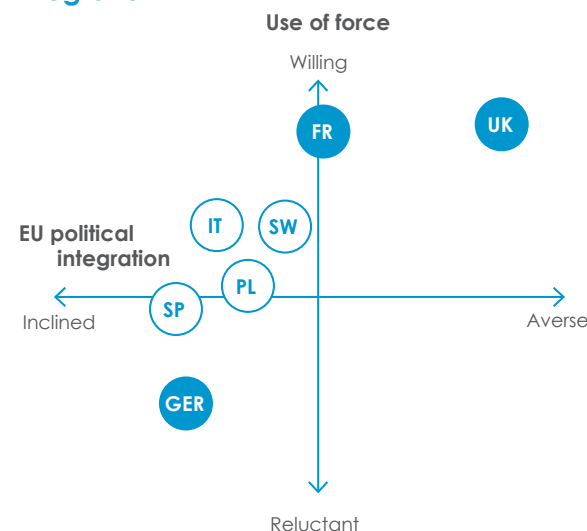 Use of force
Willing
FR
UK
IT
SW
EU political
integration
PL
SP
Inclined
Averse
GER
Reluctant